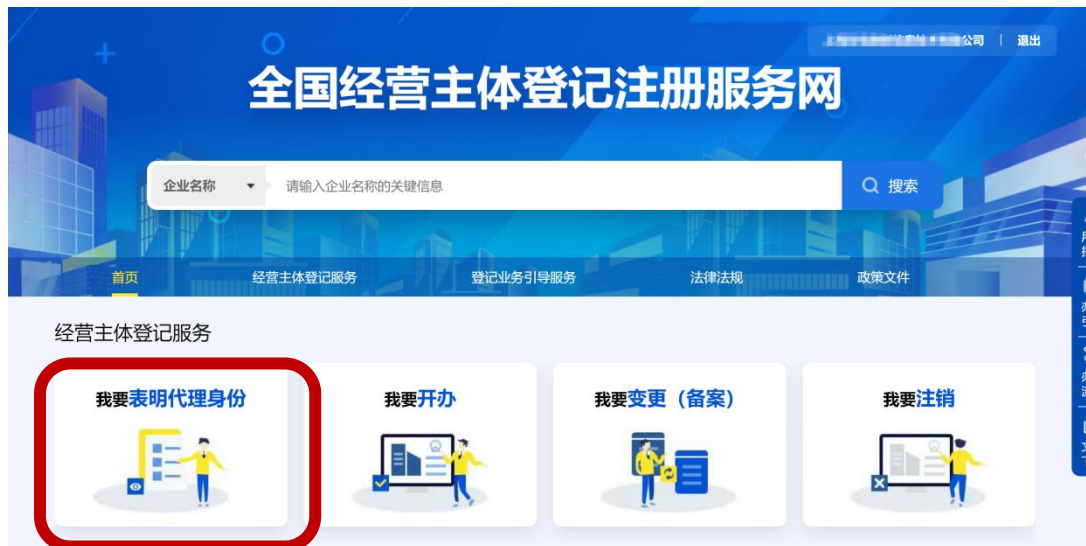 公司 | 退出
全国经营主体登记注册服务网
企业名称 请输入企业名称的关键信息 搜索
首页 经营主体登记服务 登记业务引导服务 法律法规 政策文件
经营主体登记服务
我要表明代理身份 我要开办 我要变更（备案） 我要注销